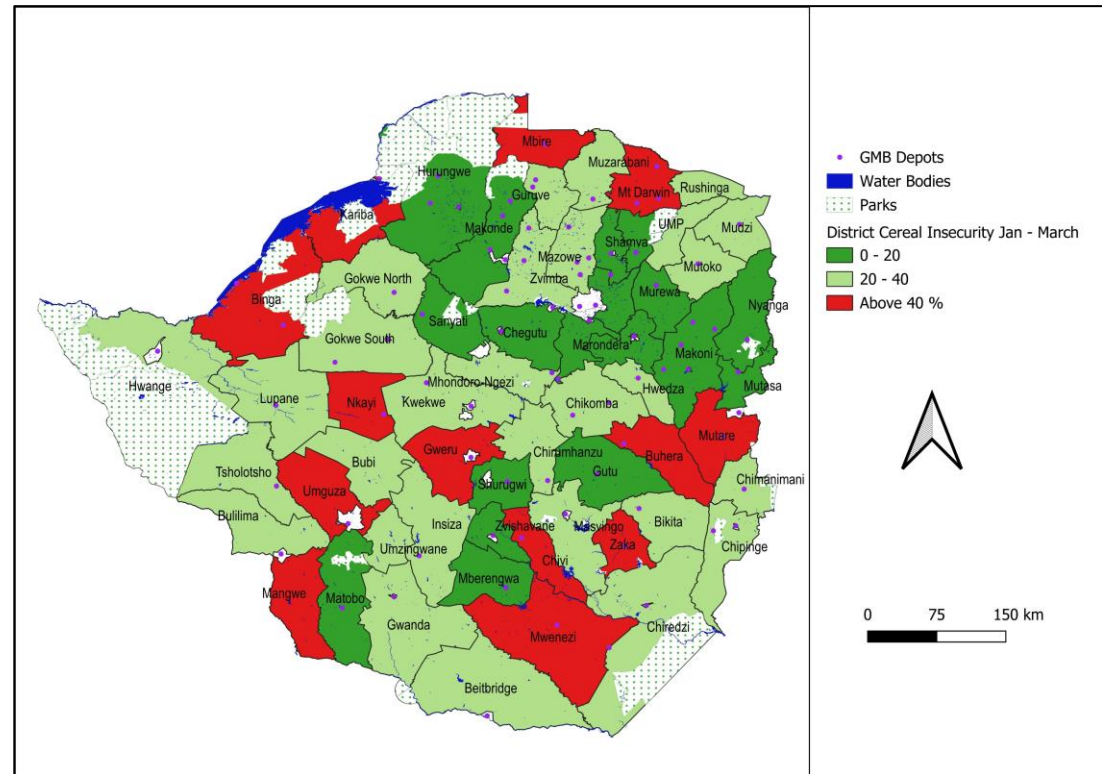 Mbire
Muzarabani
Hurungwe
Mt Darwin
Rushinga
Guruve
Kariba
UMP
Mudzi
Makonde
Shamva
Mazowe
Mutoko
Zvimba
Gokwe North
Murewa
Nyanga
Binga
Sanyati
Chegutu
Gokwe South
Marondera
Makoni
Hwange
Mhondoro-Ngezi
Hwedza
Mutasa
Lupane
Nkayi
Kwekwe
Chikomba
Mutare
Gweru
Chirumhanzu
Bubi
Buhera
Tsholotsho
Gutu
Chimanimani
Umguza
Shurugwi
Bulilima
Insiza
Zvishavane
Masvingo
Bikita
Umzingwane
Zaka
Chipinge
Chivi
Mberengwa
Mangwe
Matobo
Gwanda
Chiredzi
Mwenezi
Beitbridge
GMB Depots
Water Bodies
Parks
District Cereal Insecurity Jan - March
0 - 20
20 - 40
Above 40 %
0 75 150 km